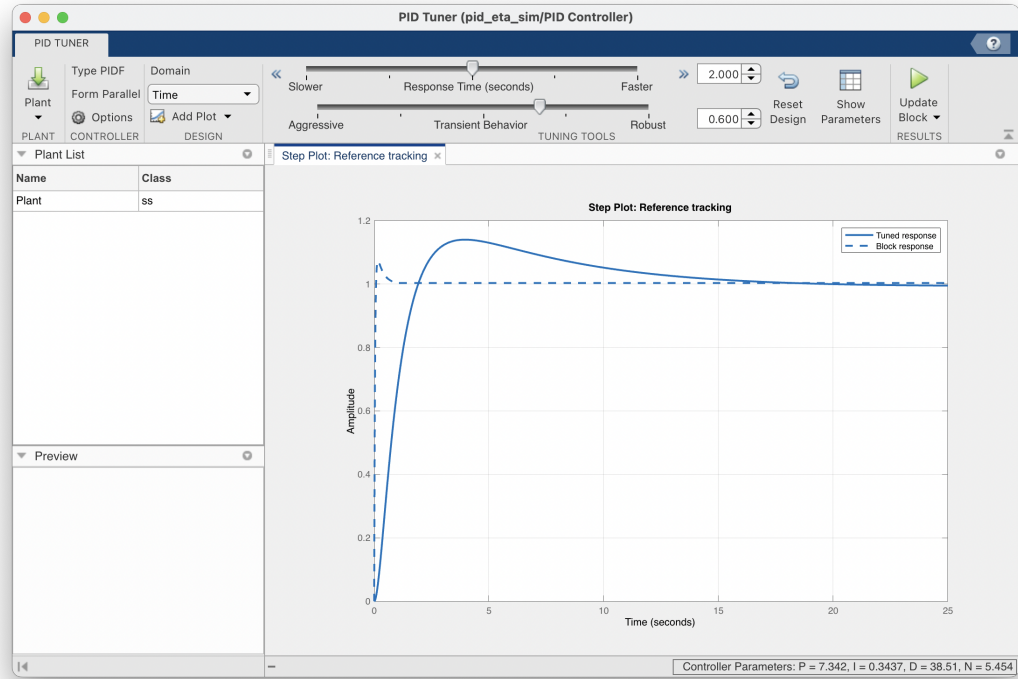 PID Tuner (pid_eta_sim/PID Controller)
PID TUNER
?
Plant
PLANT
Type PIDF
Form Parallel
Options
CONTROLLER
Domain
Time
Add Plot
DESIGN
Slower Response Time (seconds) Faster
2.000
Aggressive Transient Behavior Robust
0.600
TUNING TOOLS
Reset Design
Show Parameters
Update Block
RESULTS
Plant List
Name Class
Plant ss
Preview
Step Plot: Reference tracking
Step Plot: Reference tracking
Tuned response
Block response
1.2
1
0.8
0.6
0.4
0.2
0
Amplitude
0 5 10 15 20 25
Time (seconds)
Controller Parameters: P = 7.342, I = 0.3437, D = 38.51, N = 5.454